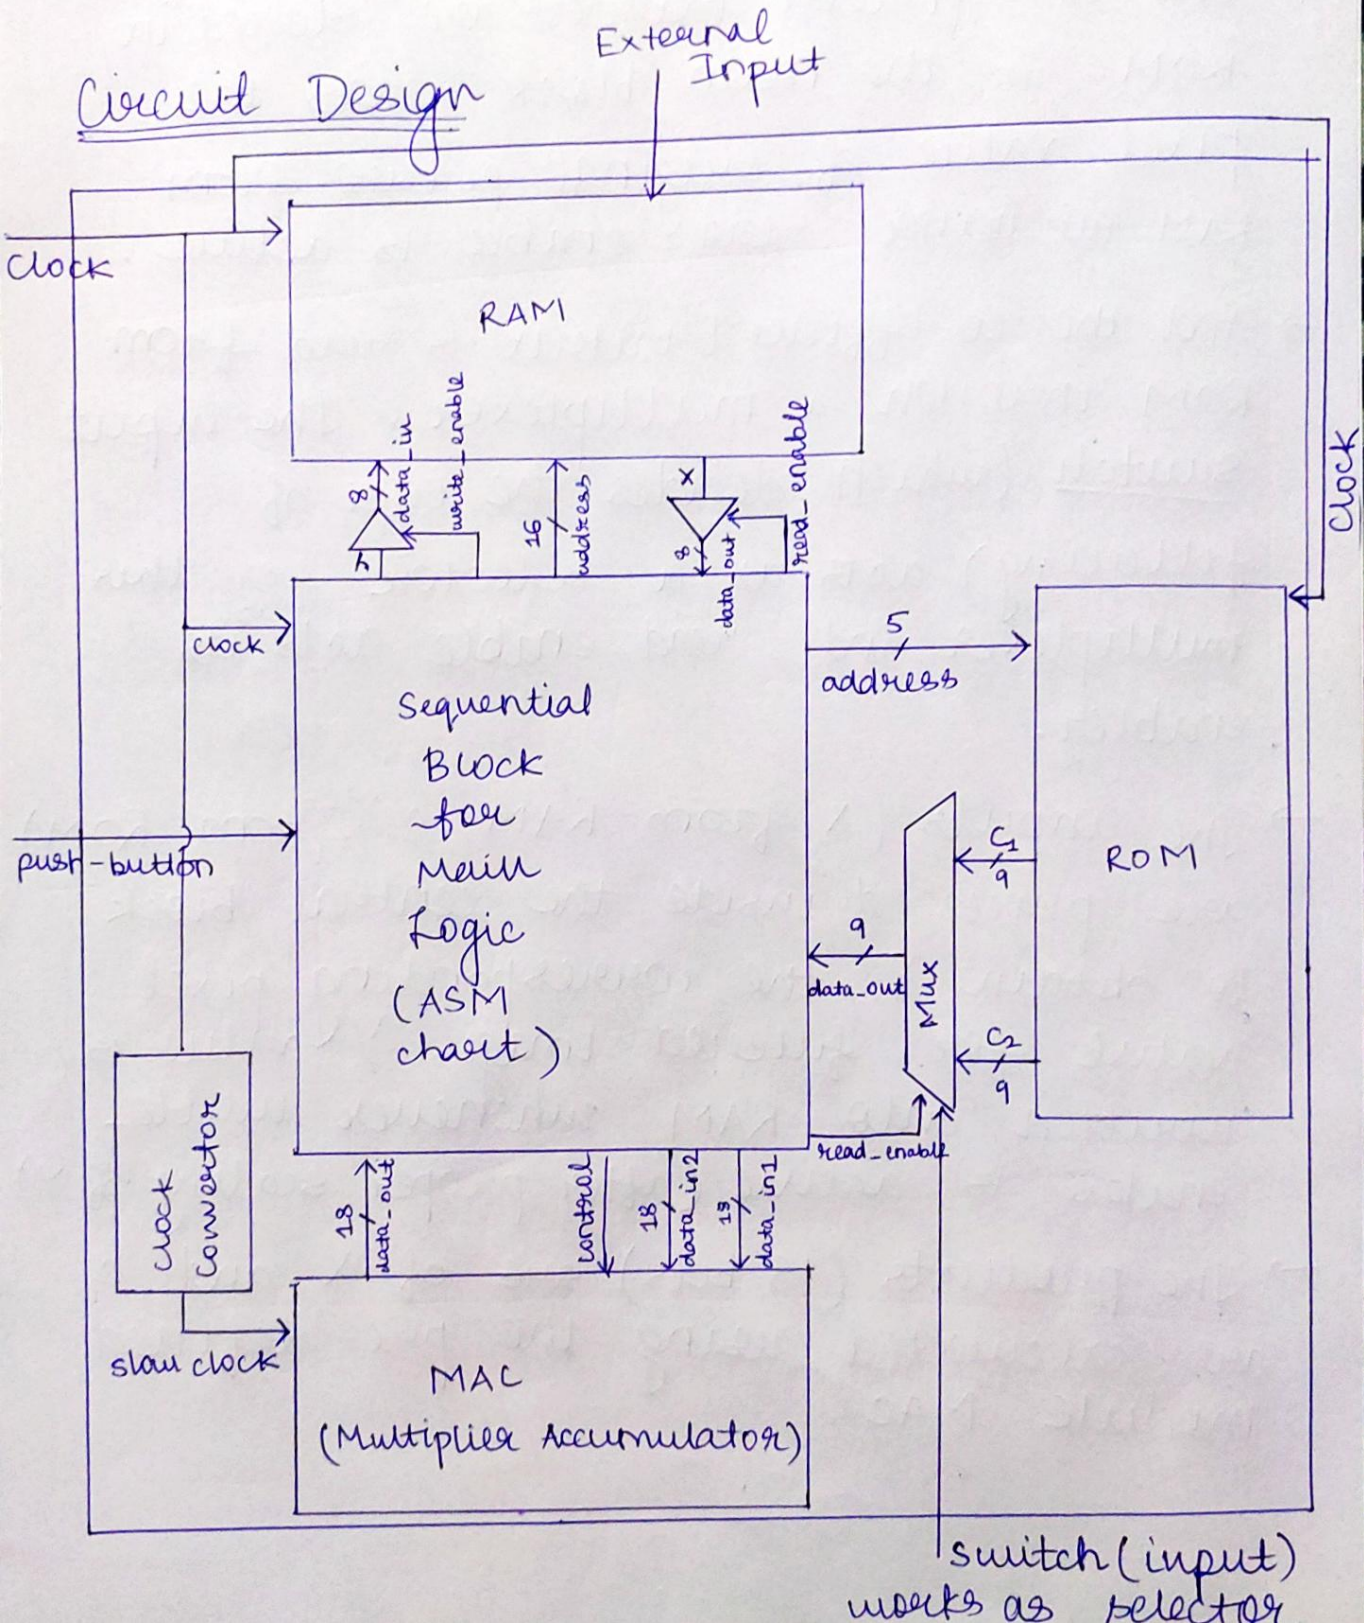 External
Input
Circuit Design
Clock
RAM
8
data_in
write_enable
16
address
X
8
data_out
read_enable
Y
Clock
clock
5
address
Sequential
Block
for
Main
Logic
(ASM
chart)
push-button
C1
9
ROM
9
data_out
Mux
C2
9
read_enable
Clock
Convertor
18
data_out
control
18
data_in2
18
data_in1
slow clock
MAC
(Multiplier Accumulator)
switch (input)
works as selector